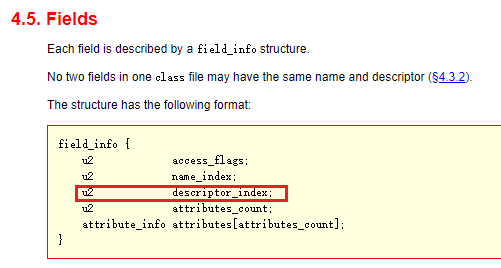 4.5. Fields
Each field is described by a field_info structure.
No two fields in one class file may have the same name and descriptor (§4.3.2).
The structure has the following format:
field_info {
u2 access_flags;
u2 name_index;
u2 descriptor_index;
u2 attributes_count;
attribute_info attributes[attributes_count];
}